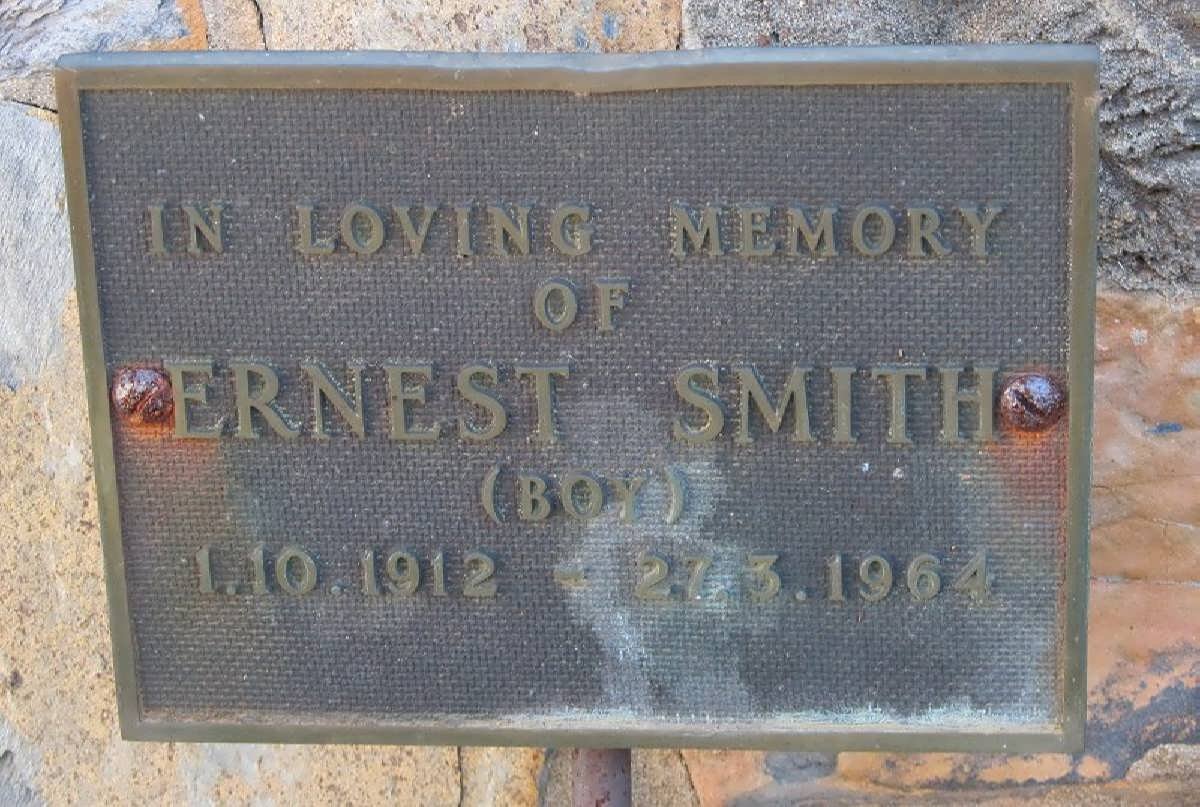 IN LOVING MEMORY
OF
ERNEST SMITH
(BOY)
1.10.1912 - 27.3.1964